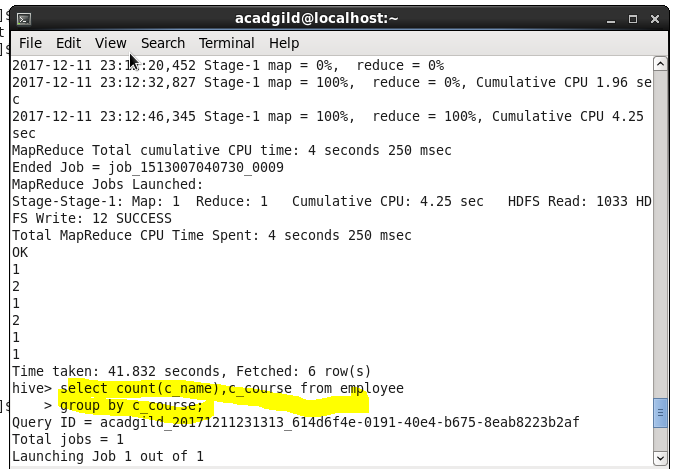 acadgild@localhost:~
File Edit View Search Terminal Help
2017-12-11 23:12:20,452 Stage-1 map = 0%,  reduce = 0%
2017-12-11 23:12:32,827 Stage-1 map = 100%,  reduce = 0%, Cumulative CPU 1.96 se
c
2017-12-11 23:12:46,345 Stage-1 map = 100%,  reduce = 100%, Cumulative CPU 4.25
sec
MapReduce Total cumulative CPU time: 4 seconds 250 msec
Ended Job = job_1513007040730_0009
MapReduce Jobs Launched:
Stage-Stage-1: Map: 1  Reduce: 1   Cumulative CPU: 4.25 sec   HDFS Read: 1033 HD
FS Write: 12 SUCCESS
Total MapReduce CPU Time Spent: 4 seconds 250 msec
OK
1
2
1
2
1
1
Time taken: 41.832 seconds, Fetched: 6 row(s)
hive> select count(c_name),c_course from employee
    > group by c_course;
Query ID = acadgild_20171211231313_614d6f4e-0191-40e4-b675-8eab8223b2af
Total jobs = 1
Launching Job 1 out of 1